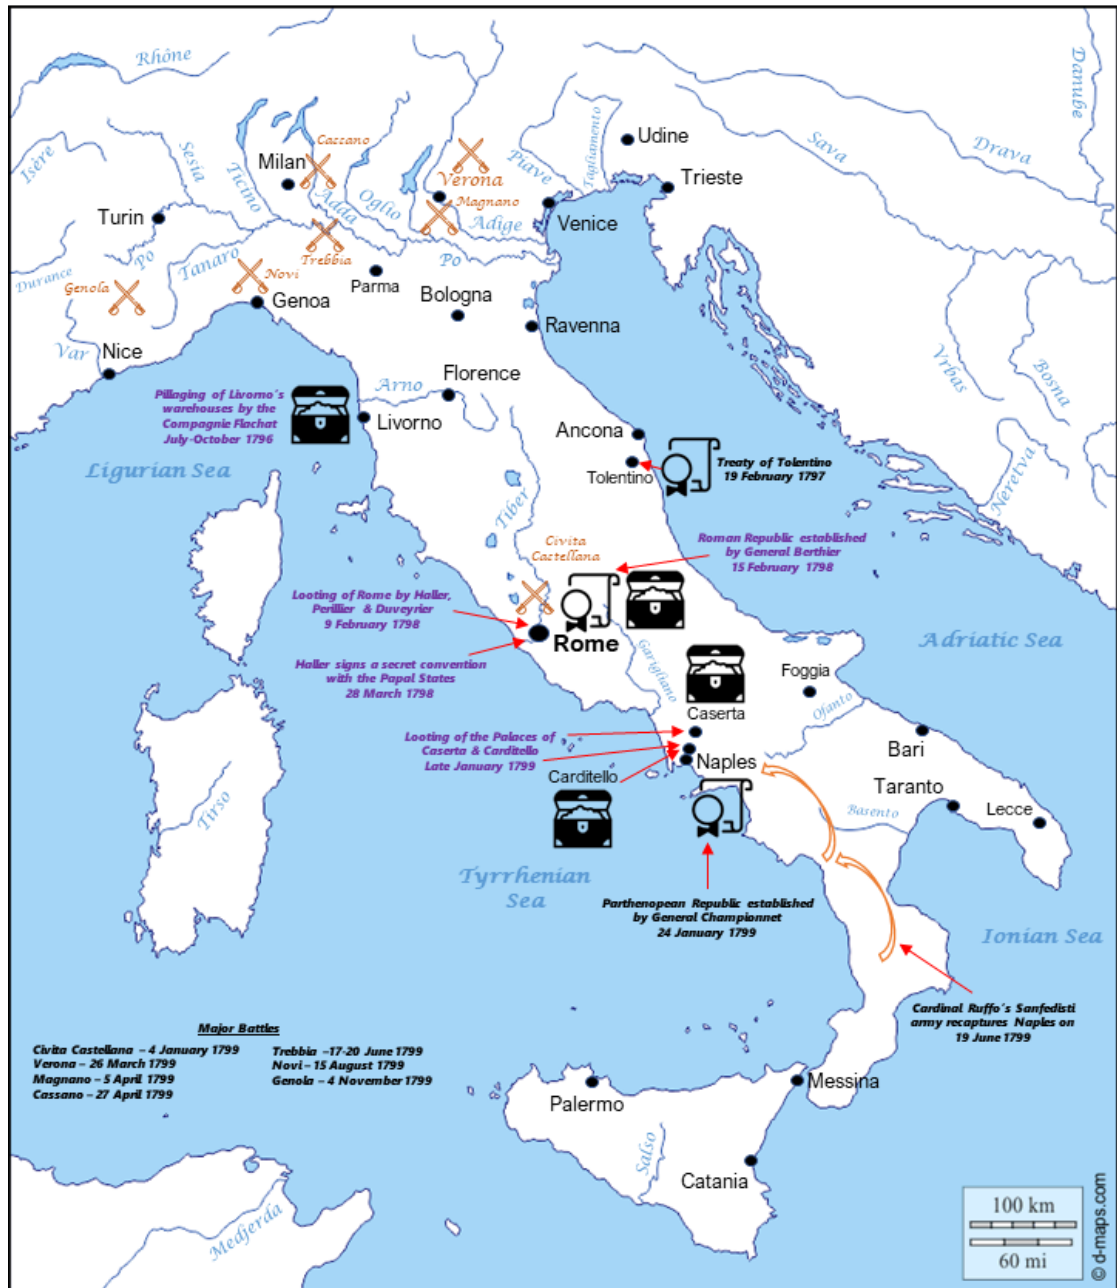 Rhône
Danube
Udine
Sava
Drava
Cassano
Isère
Sesia
Milan
Ticino
Adda
Oglio
Verona
Magnano
Piave
Tagliamento
Trieste
Turin
Adige
Venice
Po
Tanaro
Trebbia
Po
Durance
Genola
Novi
Parma
Genoa
Bologna
Ravenna
Var
Nice
Vrbas
Bosna
Florence
Arno
Pillaging of Livorno's
warehouses by the
Compagnie Flachat
July-October 1796
Livorno
Ancona
Tolentino
Treaty of Tolentino
19 February 1797
Ligurian Sea
Neretva
Tiber
Civita
Castellana
Roman Republic established
by General Berthier
15 February 1798
Looting of Rome by Haller,
Perillier & Duveyrier
9 February 1798
Rome
Adriatic Sea
Haller signs a secret convention
with the Papal States
28 March 1798
Garigliano
Foggia
Ofanto
Caserta
Looting of the Palaces of
Caserta & Carditello
Late January 1799
Bari
Naples
Carditello
Taranto
Lecce
Basento
Tirso
Tyrrhenian
Sea
Parthenopean Republic established
by General Championnet
24 January 1799
Ionian Sea
Cardinal Ruffo's Sanfedisti
army recaptures Naples on
19 June 1799
Major Battles
Civita Castellana – 4 January 1799
Verona – 26 March 1799
Magnano – 5 April 1799
Cassano – 27 April 1799
Trebbia –17-20 June 1799
Novi – 15 August 1799
Genola – 4 November 1799
Messina
Palermo
Salso
Catania
Medjerda
100 km
60 mi
© d-maps.com